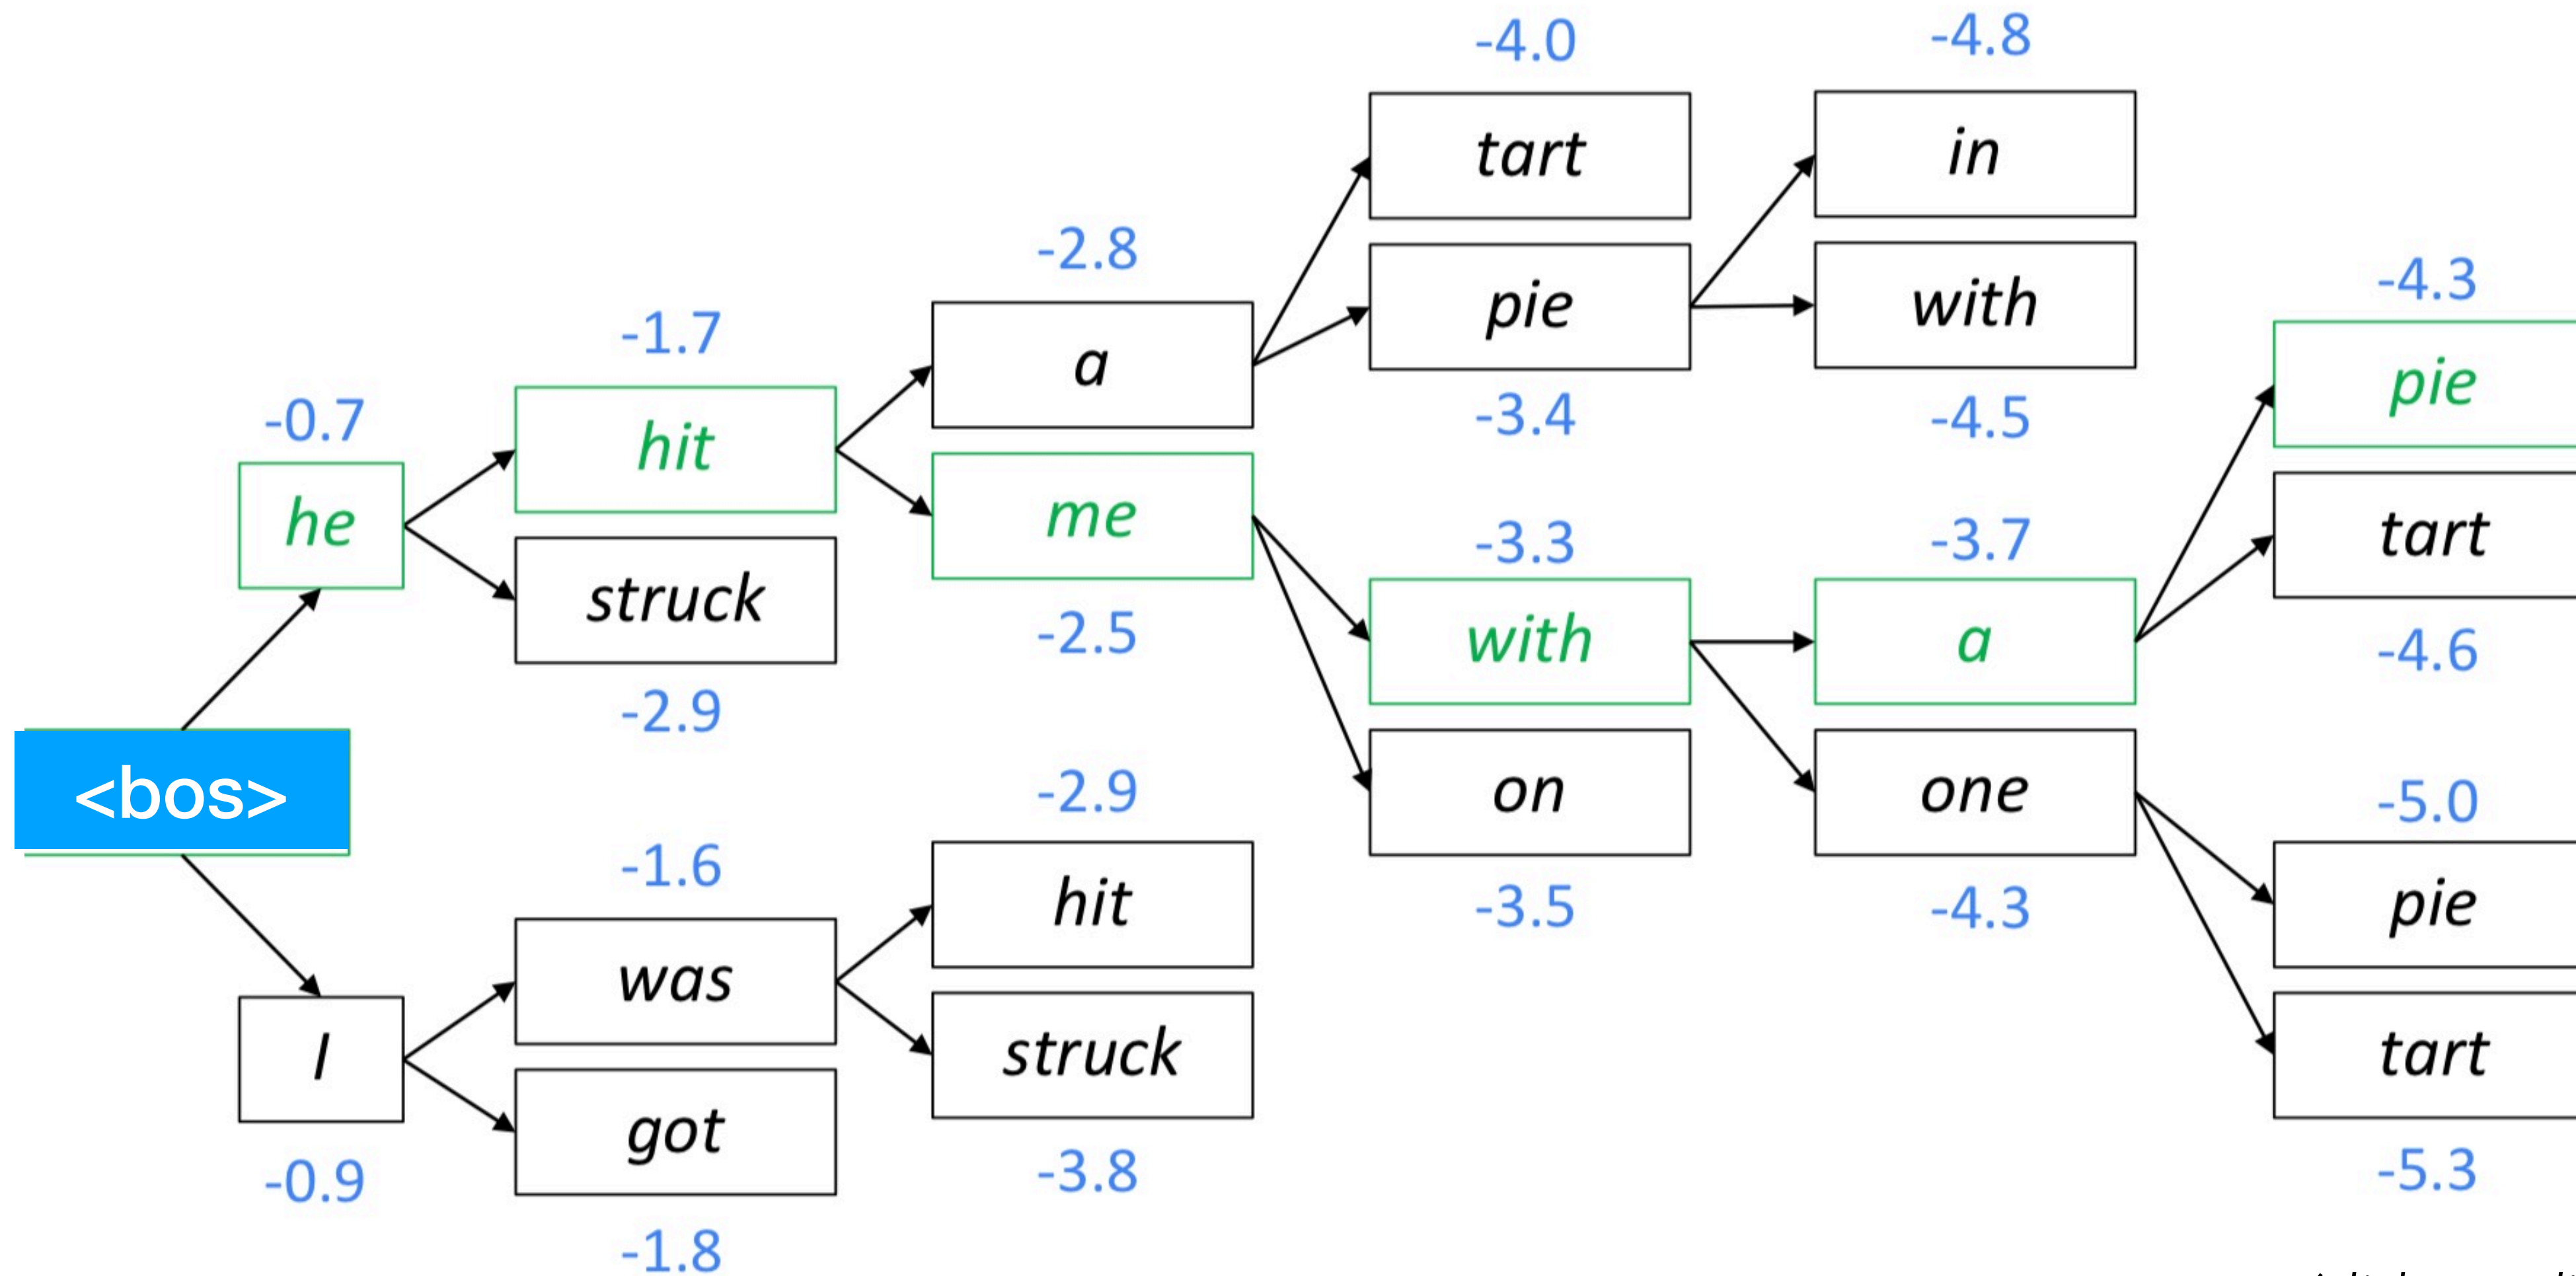 -4.0
-4.8
tart
in
-2.8
pie
with
-4.3
-1.7
a
pie
-0.7
hit
-3.4
-4.5
he
me
-3.3
-3.7
tart
struck
-2.5
with
a
-4.6
-2.9
<bos>
-2.9
on
one
-5.0
-1.6
hit
-3.5
-4.3
pie
was
I
struck
tart
got
-0.9
-3.8
-5.3
-1.8